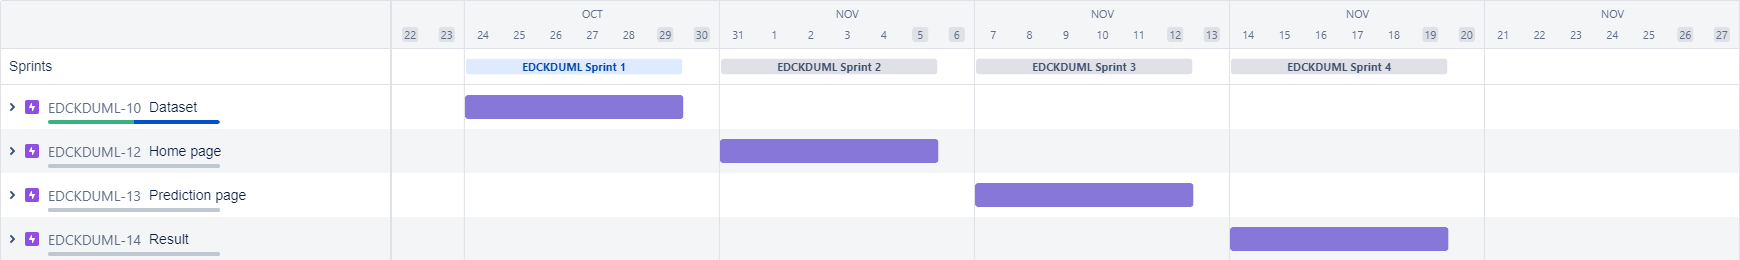 OCT NOV NOV NOV NOV
22 23 24 25 26 27 28 29 30 31 1 2 3 4 5 6 7 8 9 10 11 12 13 14 15 16 17 18 19 20 21 22 23 24 25 26 27
Sprints EDCKDUML Sprint 1 EDCKDUML Sprint 2 EDCKDUML Sprint 3 EDCKDUML Sprint 4
EDCKDUML-10 Dataset
EDCKDUML-12 Home page
EDCKDUML-13 Prediction page
EDCKDUML-14 Result